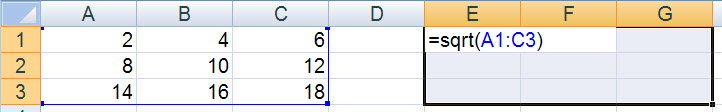 A B C D E F G
1 2 4 6 =sqrt(A1:C3)
2 8 10 12
3 14 16 18